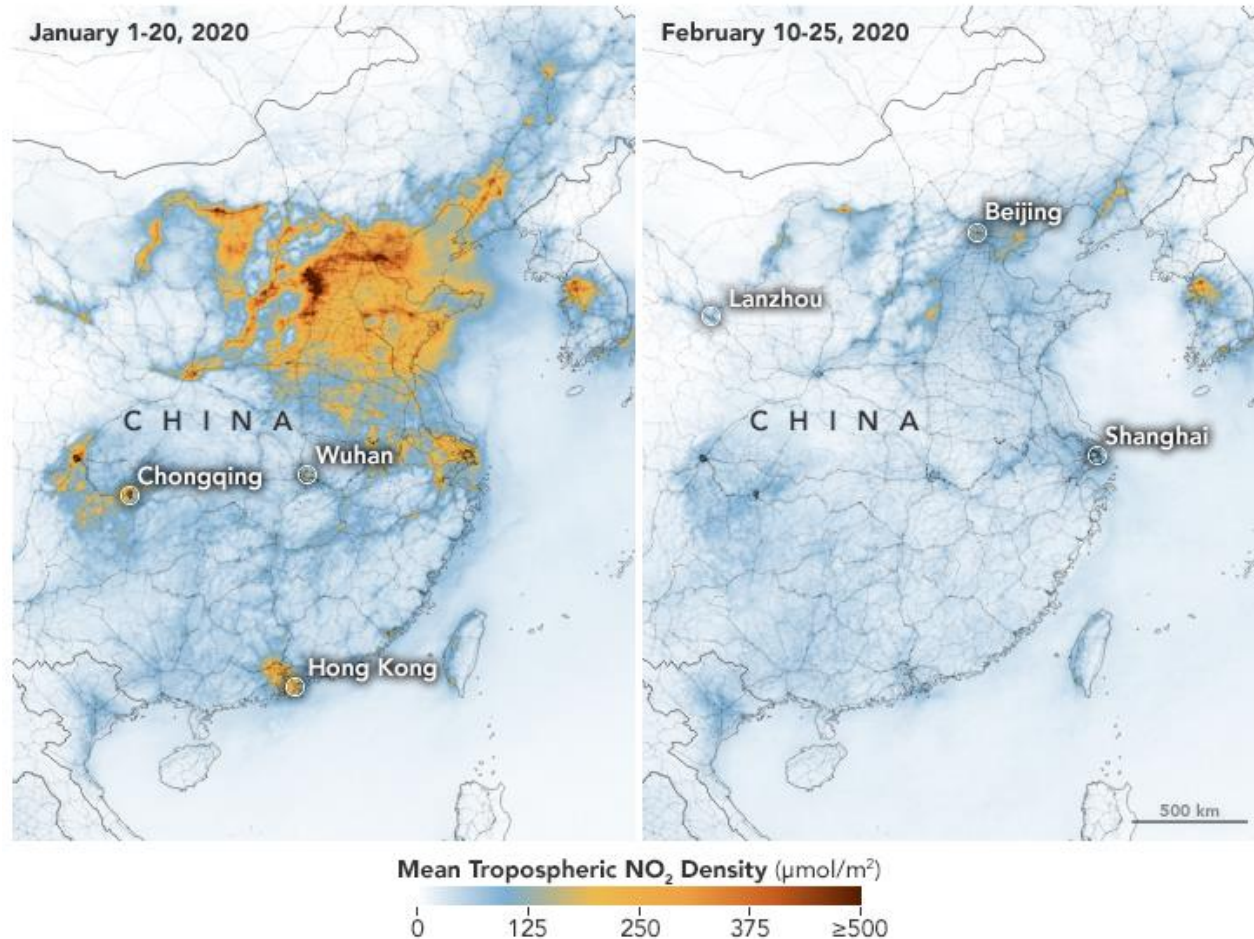 January 1-20, 2020
February 10-25, 2020
Beijing
Lanzhou
CHINA
CHINA
Shanghai
Wuhan
Chongqing
Hong Kong
500 km
Mean Tropospheric NO₂ Density (µmol/m²)
0 125 250 375 ≥500